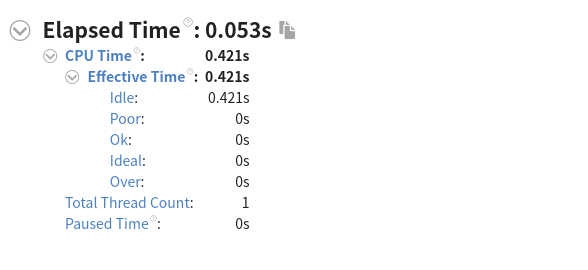 Elapsed Time ?: 0.053s
CPU Time ?: 0.421s
Effective Time ?: 0.421s
Idle: 0.421s
Poor: 0s
Ok: 0s
Ideal: 0s
Over: 0s
Total Thread Count: 1
Paused Time ?: 0s